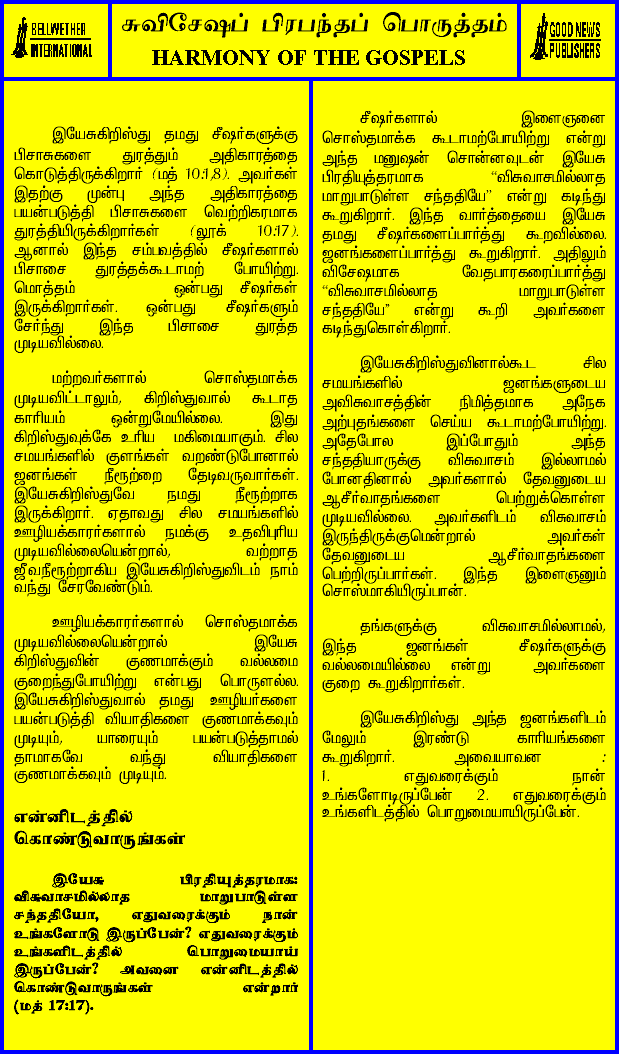 BELLWETHER
INTERNATIONAL
சுவிசேஷப் பிரபந்தப் பொருத்தம்
HARMONY OF THE GOSPELS
GOOD NEWS
PUBLISHERS
இயேசுகிறிஸ்து தமது சீஷர்களுக்கு
பிசாசுகளை துரத்தும் அதிகாரத்தை
கொடுத்திருக்கிறார் (மத் 10:1,8). அவர்கள்
இதற்கு முன்பு அந்த அதிகாரத்தை
பயன்படுத்தி பிசாசுகளை வெற்றிகரமாக
துரத்தியிருக்கிறார்கள் (லூக் 10:17).
ஆனால் இந்த சம்பவத்தில் சீஷர்களால்
பிசாசை துரத்தக்கூடாமற் போயிற்று.
மொத்தம் ஒன்பது சீஷர்கள்
இருக்கிறார்கள். ஒன்பது சீஷர்களும்
சேர்ந்து இந்த பிசாசை துரத்த
முடியவில்லை.
மற்றவர்களால் சொஸ்தமாக்க
முடியவிட்டாலும், கிறிஸ்துவால் கூடாத
காரியம் ஒன்றுமேயில்லை. இது
கிறிஸ்துவுக்கே உரிய மகிமையாகும். சில
சமயங்களில் குளங்கள் வறண்டுபோனால்
ஜனங்கள் நீரூற்றை தேடிவருவார்கள்.
இயேசுகிறிஸ்துவே நமது நீரூற்றாக
இருக்கிறார். ஏதாவது சில சமயங்களில்
ஊழியக்காரர்களால் நமக்கு உதவிபுரிய
முடியவில்லையென்றால், வற்றாத
ஜீவநீரூற்றாகிய இயேசுகிறிஸ்துவிடம் நாம்
வந்து சேரவேண்டும்.
ஊழியக்காரர்களால் சொஸ்தமாக்க
முடியவில்லையென்றால் இயேசு
கிறிஸ்துவின் குணமாக்கும் வல்லமை
குறைந்துபோயிற்று என்பது பொருளல்ல.
இயேசுகிறிஸ்துவால் தமது ஊழியர்களை
பயன்படுத்தி வியாதிகளை குணமாக்கவும்
முடியும், யாரையும் பயன்படுத்தாமல்
தாமாகவே வந்து வியாதிகளை
குணமாக்கவும் முடியும்.
என்னிடத்தில்
கொண்டுவாருங்கள்
இயேசு பிரதியுத்தரமாக:
விசுவாசமில்லாத மாறுபாடுள்ள
சந்ததியே, எதுவரைக்கும் நான்
உங்களோடு இருப்பேன்? எதுவரைக்கும்
உங்களிடத்தில் பொறுமையாய்
இருப்பேன்? அவனை என்னிடத்தில்
கொண்டுவாருங்கள் என்றார்
(மத் 17:17).
சீஷர்களால் இளைஞனை
சொஸ்தமாக்க கூடாமற்போயிற்று என்று
அந்த மனுஷன் சொன்னவுடன் இயேசு
பிரதியுத்தரமாக “விசுவாசமில்லாத
மாறுபாடுள்ள சந்ததியே” என்று கடிந்து
கூறுகிறார். இந்த வார்த்தையை இயேசு
தமது சீஷர்களைப்பார்த்து கூறவில்லை.
ஜனங்களைப்பார்த்து கூறுகிறார். அதிலும்
விசேஷமாக வேதபாரகரைப்பார்த்து
“விசுவாசமில்லாத மாறுபாடுள்ள
சந்ததியே” என்று கூறி அவர்களை
கடிந்துகொள்கிறார்.
இயேசுகிறிஸ்துவினால்கூட சில
சமயங்களில் ஜனங்களுடைய
அவிசுவாசத்தின் நிமித்தமாக அநேக
அற்புதங்களை செய்ய கூடாமற்போயிற்று.
அதேபோல இப்போதும் அந்த
சந்ததியாருக்கு விசுவாசம் இல்லாமல்
போனதினால் அவர்களால் தேவனுடைய
ஆசீர்வாதங்களை பெற்றுக்கொள்ள
முடியவில்லை. அவர்களிடம் விசுவாசம்
இருந்திருக்குமென்றால் அவர்கள்
தேவனுடைய ஆசீர்வாதங்களை
பெற்றிருப்பார்கள். இந்த இளைஞனும்
சொஸ்மாகியிருப்பான்.
தங்களுக்கு விசுவாசமில்லாமல்,
இந்த ஜனங்கள் சீஷர்களுக்கு
வல்லமையில்லை என்று அவர்களை
குறை கூறுகிறார்கள்.
இயேசுகிறிஸ்து அந்த ஜனங்களிடம்
மேலும் இரண்டு காரியங்களை
கூறுகிறார். அவையாவன :
1. எதுவரைக்கும் நான்
உங்களோடிருப்பேன் 2. எதுவரைக்கும்
உங்களிடத்தில் பொறுமையாயிருப்பேன்.